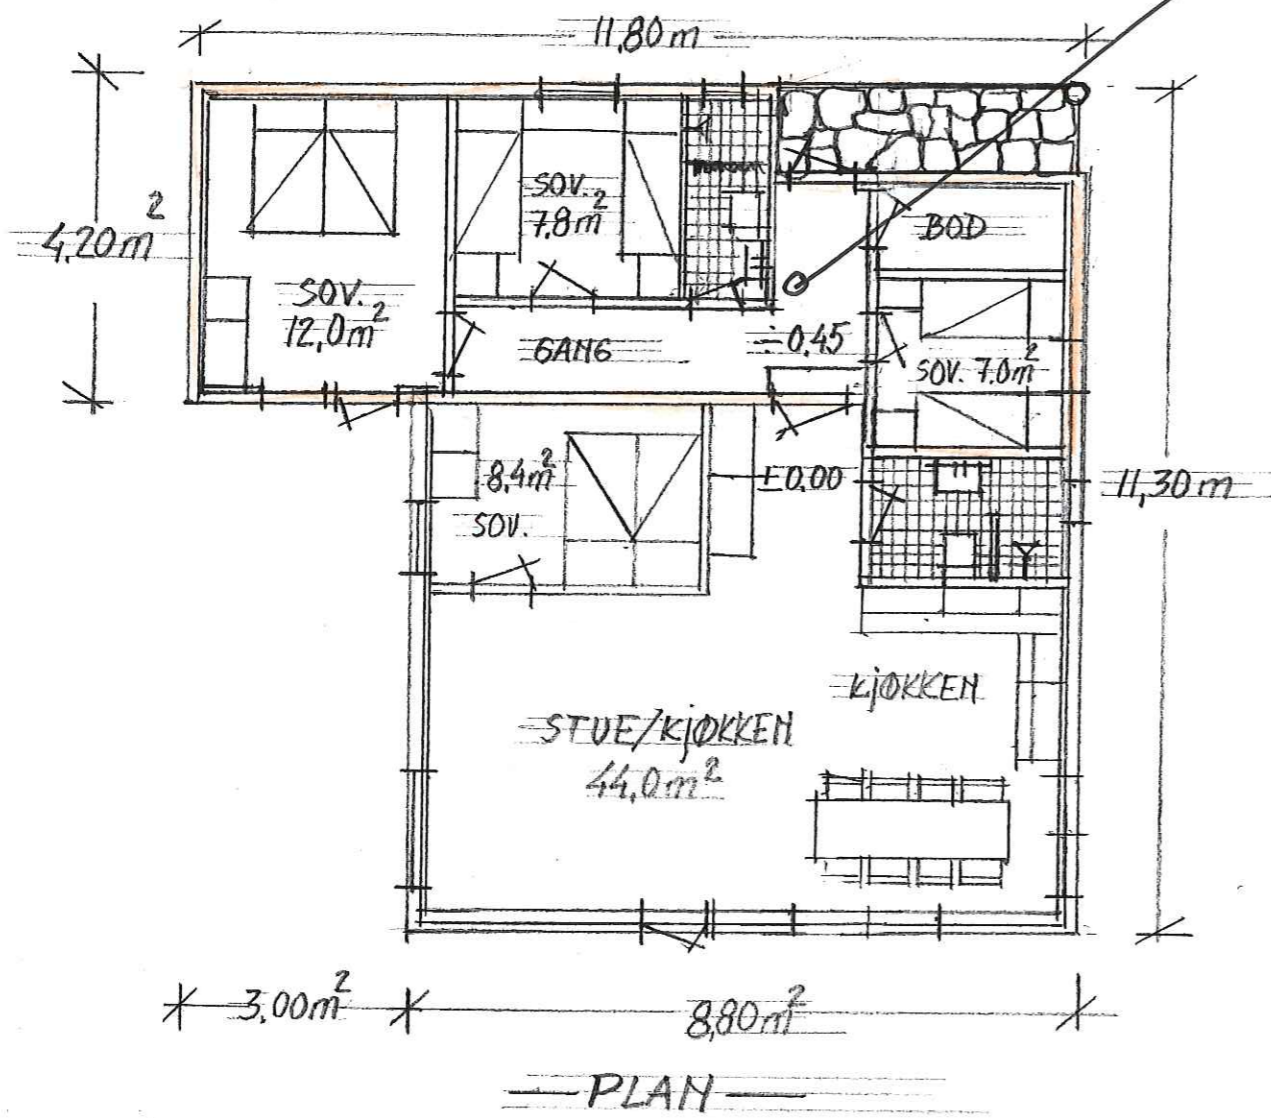 11,80 m
4,20 m²
SOV.
7.8 m²
BOD
SOV.
12,0 m²
GANG
÷ 0.45
SOV. 7.0 m²
8,4 m²
SOV.
±0.00
11,30 m
KJØKKEN
STUE/KJØKKEN
44,0 m²
3.00 m²
8,80 m²
PLAN